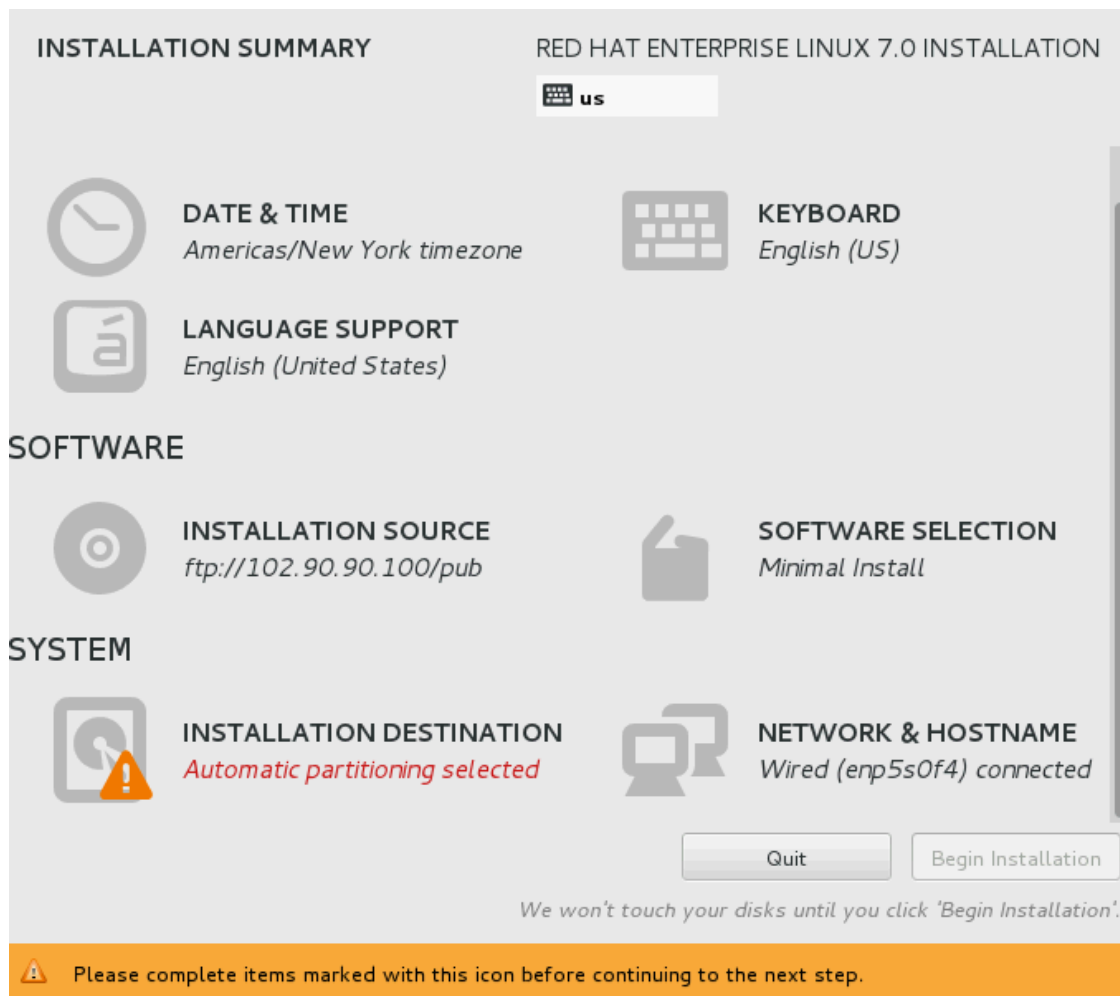 INSTALLATION SUMMARY
RED HAT ENTERPRISE LINUX 7.0 INSTALLATION
us
DATE & TIME
Americas/New York timezone
KEYBOARD
English (US)
LANGUAGE SUPPORT
English (United States)
SOFTWARE
INSTALLATION SOURCE
ftp://102.90.90.100/pub
SOFTWARE SELECTION
Minimal Install
SYSTEM
INSTALLATION DESTINATION
Automatic partitioning selected
NETWORK & HOSTNAME
Wired (enp5s0f4) connected
Quit
Begin Installation
We won't touch your disks until you click 'Begin Installation'.
Please complete items marked with this icon before continuing to the next step.